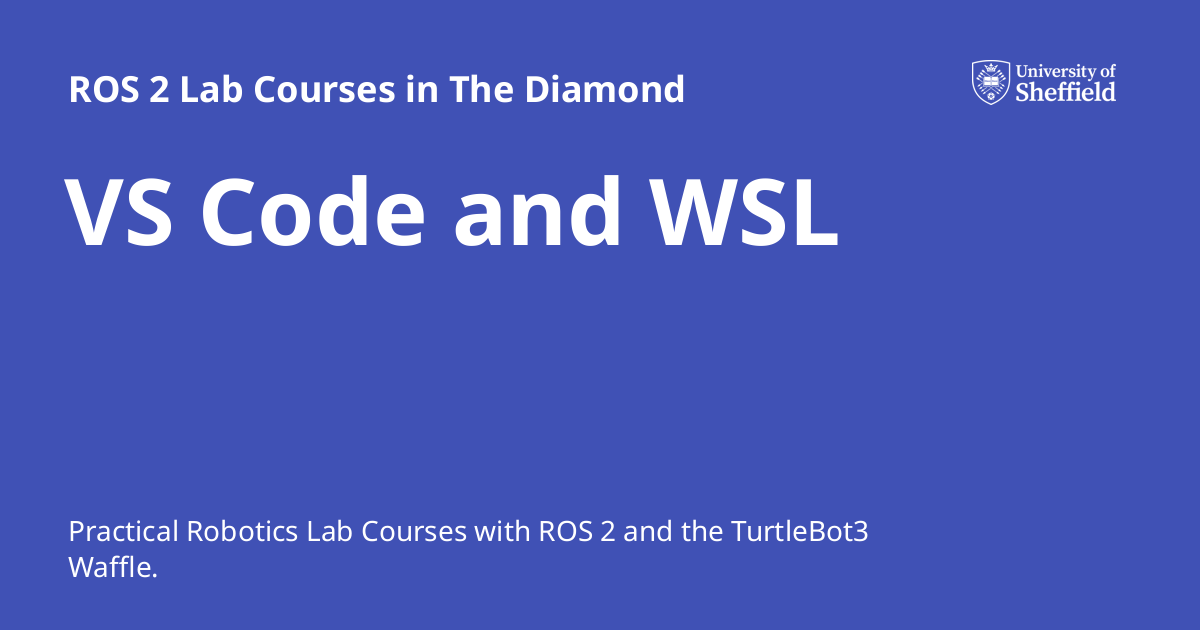 ROS 2 Lab Courses in The Diamond
University of
Sheffield
VS Code and WSL
Practical Robotics Lab Courses with ROS 2 and the TurtleBot3
Waffle.